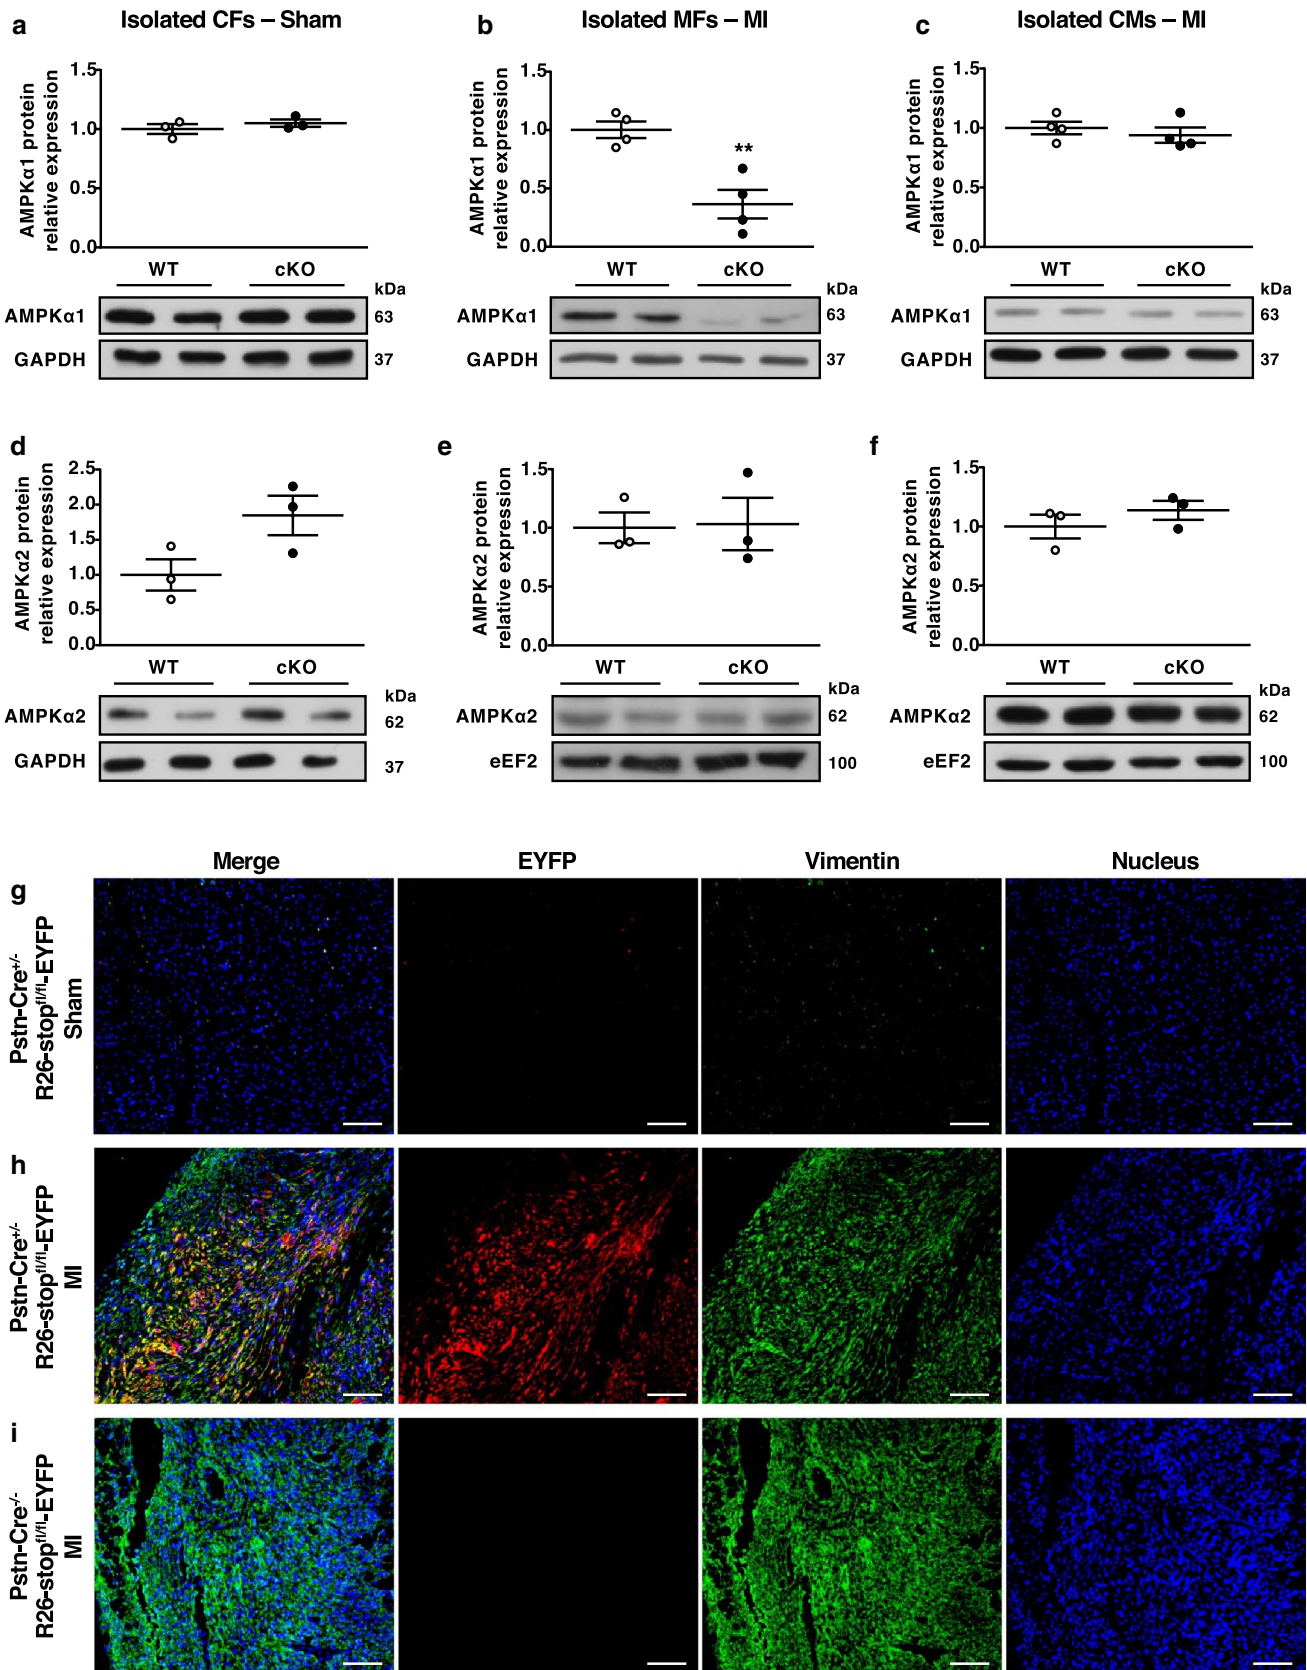 a
Isolated CFs – Sham
AMPKα1 protein
relative expression
1.5
1.0
0.5
0.0
WT
cKO
kDa
AMPKα1
63
GAPDH
37
b
Isolated MFs – MI
AMPKα1 protein
relative expression
1.5
1.0
0.5
0.0
**
WT
cKO
kDa
AMPKα1
63
GAPDH
37
c
Isolated CMs – MI
AMPKα1 protein
relative expression
1.5
1.0
0.5
0.0
WT
cKO
kDa
AMPKα1
63
GAPDH
37
d
AMPKα2 protein
relative expression
2.5
2.0
1.5
1.0
0.5
0.0
WT
cKO
kDa
AMPKα2
62
GAPDH
37
e
AMPKα2 protein
relative expression
1.5
1.0
0.5
0.0
WT
cKO
kDa
AMPKα2
62
eEF2
100
f
AMPKα2 protein
relative expression
1.5
1.0
0.5
0.0
WT
cKO
kDa
AMPKα2
62
eEF2
100
Merge
EYFP
Vimentin
Nucleus
g
Pstn-Cre+/-
R26-stopfl/fl-EYFP
Sham
h
Pstn-Cre+/-
R26-stopfl/fl-EYFP
MI
i
Pstn-Cre-/-
R26-stopfl/fl-EYFP
MI